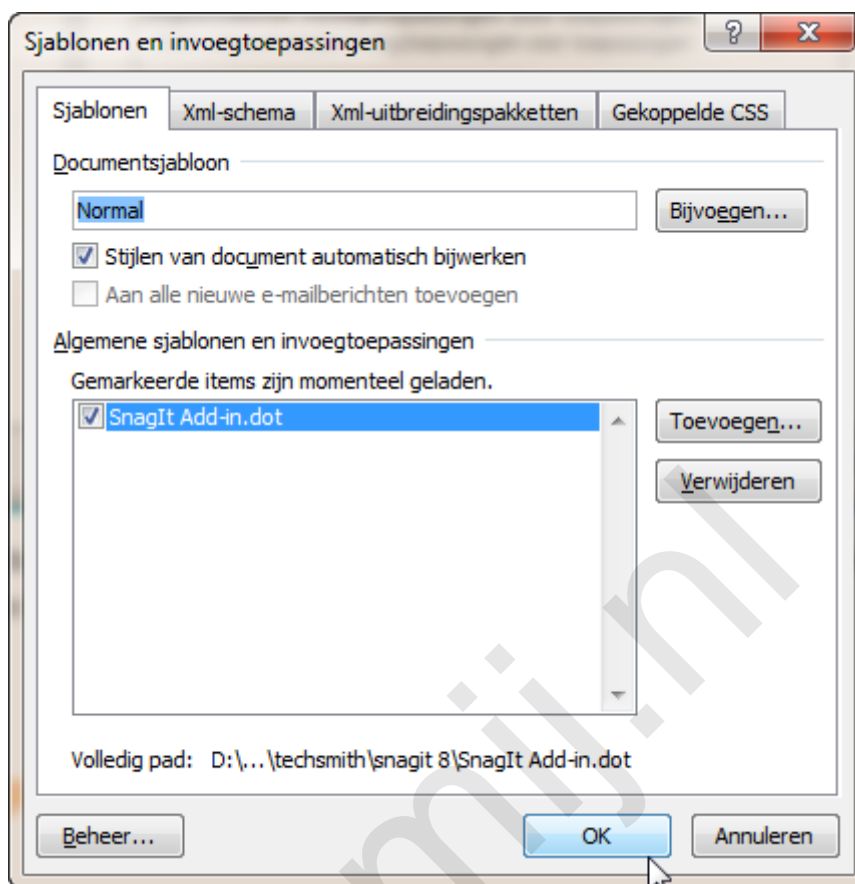 Sjablonen en invoegtoepassingen
Sjablonen Xml-schema Xml-uitbreidingspakketten Gekoppelde CSS
Documentsjabloon
Normal Bijvoegen...
Stijlen van document automatisch bijwerken
Aan alle nieuwe e-mailberichten toevoegen
Algemene sjablonen en invoegtoepassingen
Gemarkeerde items zijn momenteel geladen.
SnagIt Add-in.dot Toevoegen...
Verwijderen
Volledig pad: D:\...\techsmith\snagit 8\SnagIt Add-in.dot
Beheer... OK Annuleren
mij.nl